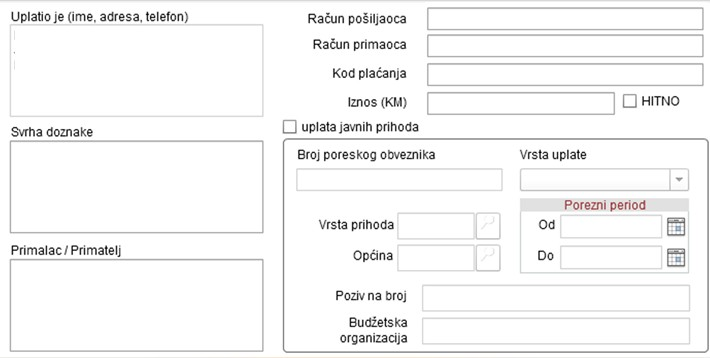 Uplatio je (ime, adresa, telefon)
Svrha doznake
Primalac / Primatelj
Račun pošiljaoca
Račun primaoca
Kod plaćanja
Iznos (KM)
HITNO
uplata javnih prihoda
Broj poreskog obveznika
Vrsta uplate
Vrsta prihoda
Općina
Porezni period
Od
Do
Poziv na broj
Budžetska
organizacija